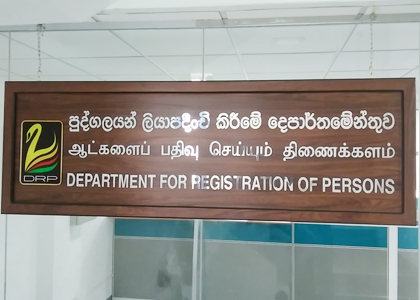 පුද්ගලයන් ලියාපදිංචි කිරීමේ දෙපාර්තමේන්තුව
ஆட்களைப் பதிவு செய்யும் திணைக்களம்
DEPARTMENT FOR REGISTRATION OF PERSONS
DRP